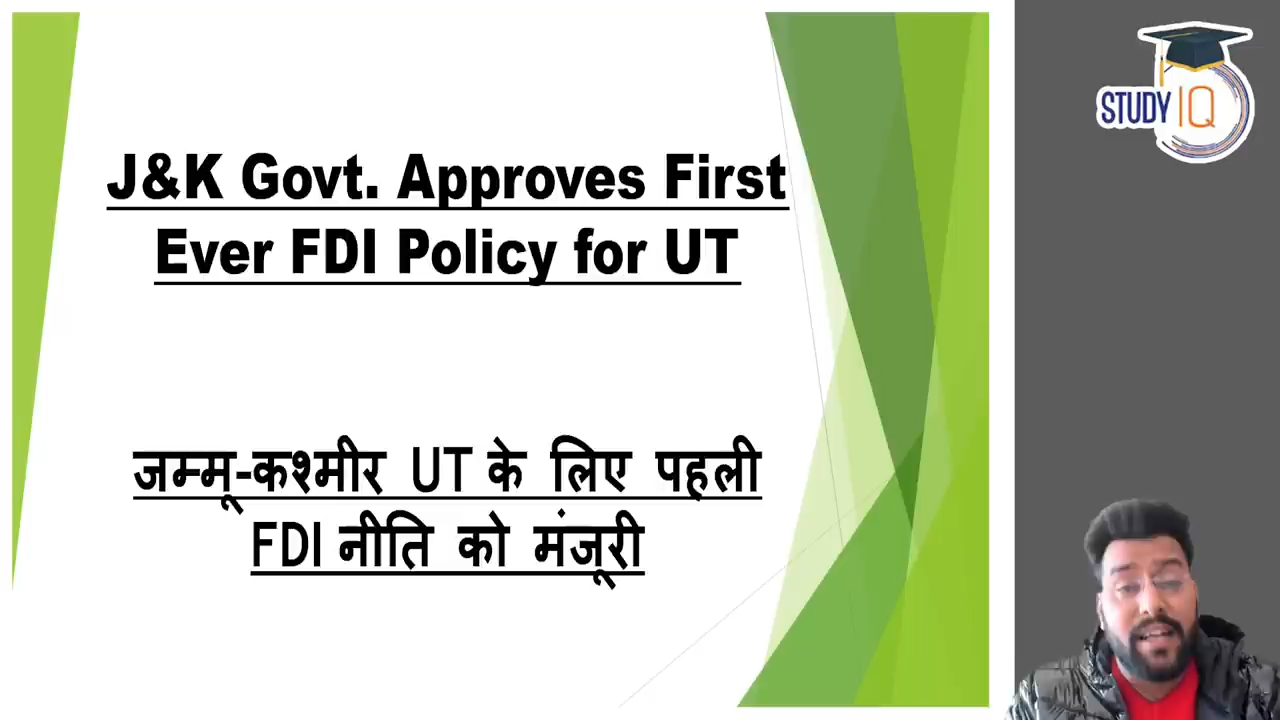 J&K Govt. Approves First
Ever FDI Policy for UT
जम्मू-कश्मीर UT के लिए पहली
FDI नीति को मंजूरी
STUDY IQ